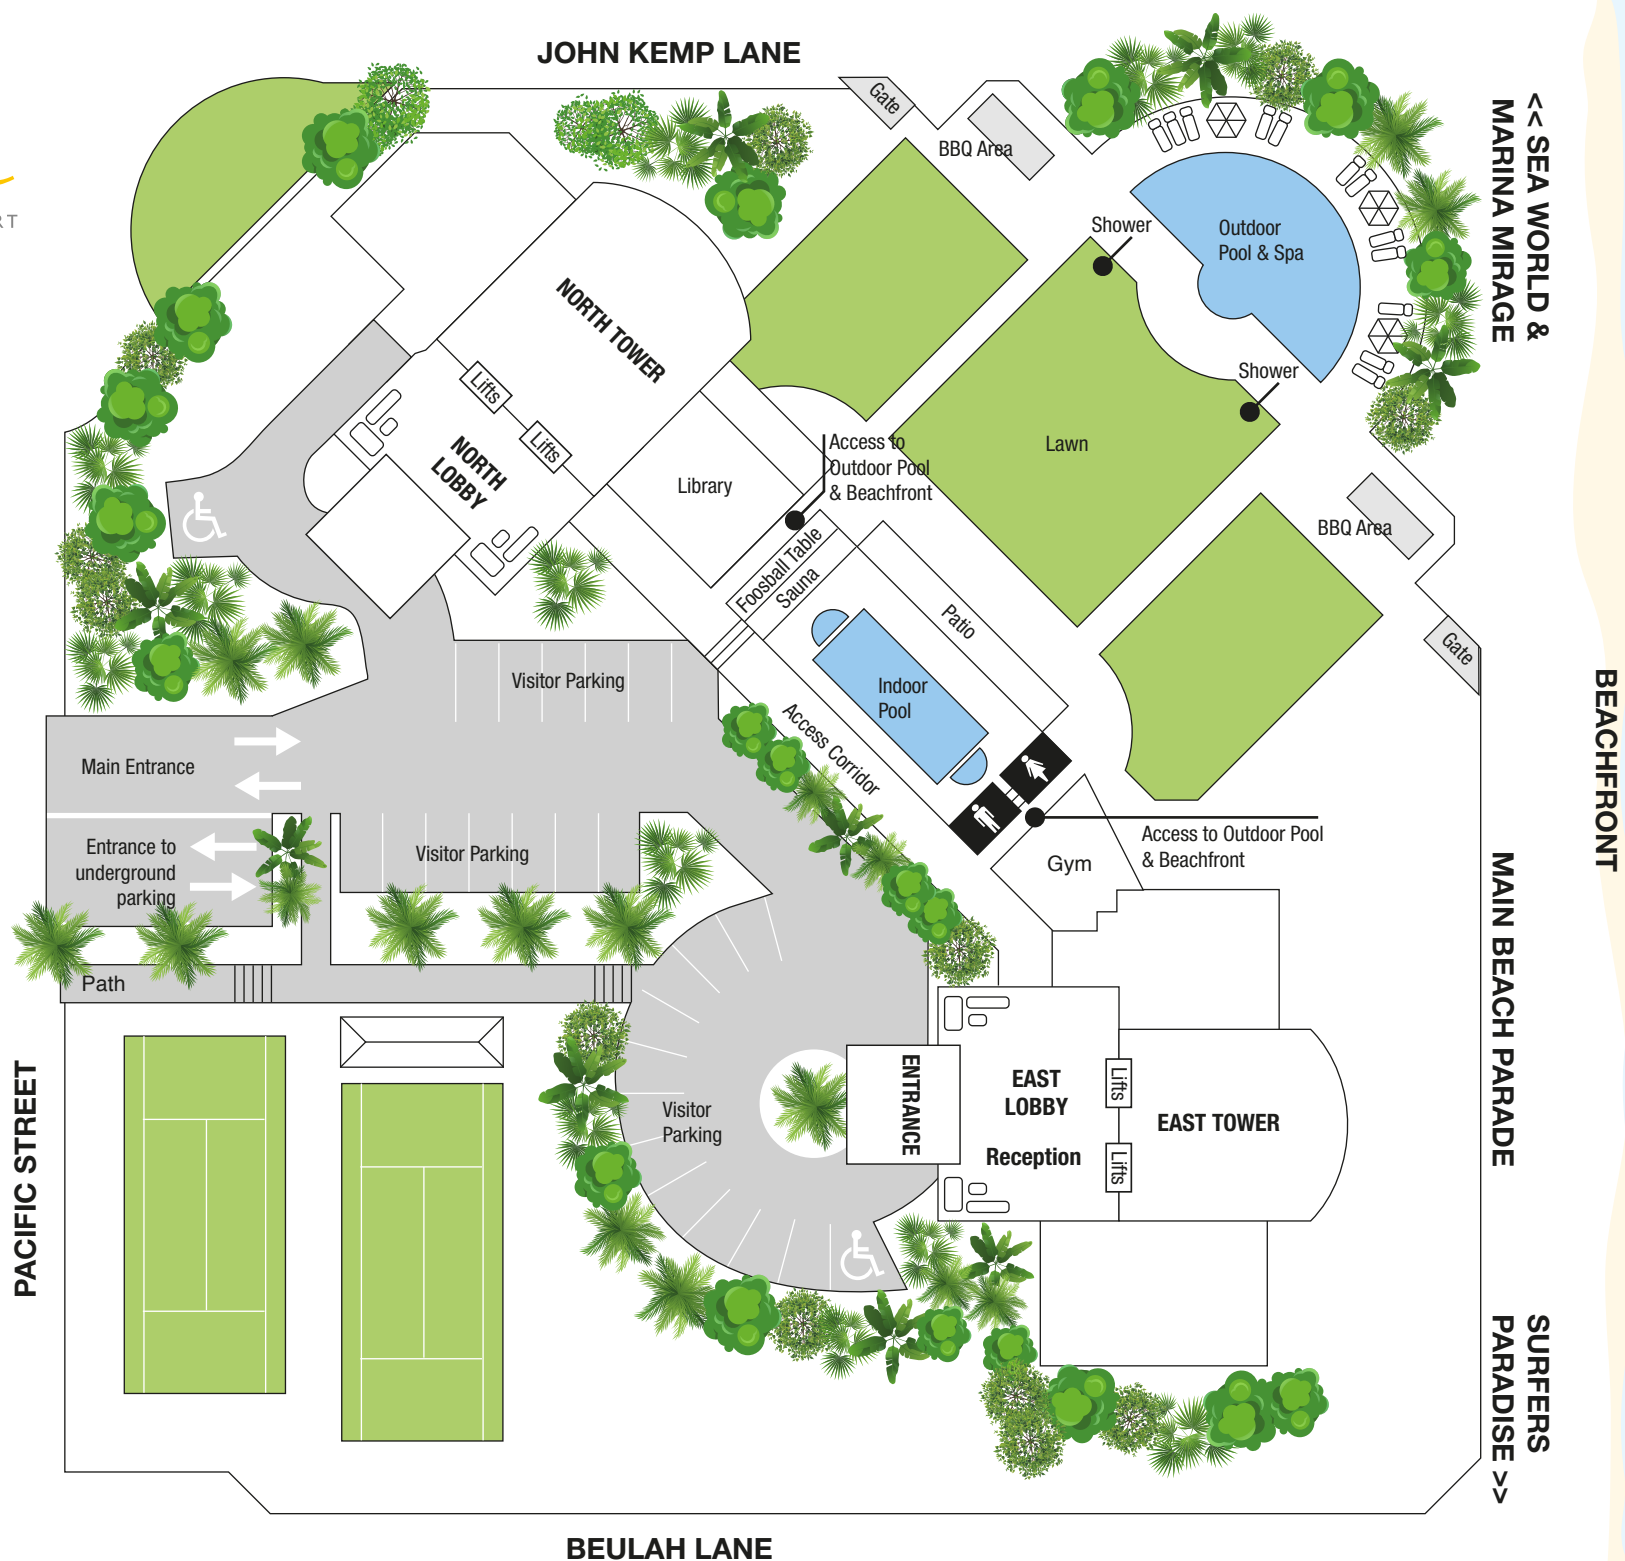 JOHN KEMP LANE
Gate
BBQ Area
<< SEA WORLD &
MARINA MIRAGE
RT
Shower
Outdoor
Pool & Spa
NORTH TOWER
Shower
Lifts
Lifts
NORTH
LOBBY
Access to
Outdoor Pool
& Beachfront
Lawn
Library
BBQ Area
Foosball Table
Sauna
Patio
Gate
Visitor Parking
Indoor
Pool
Access Corridor
BEACHFRONT
Main Entrance
Entrance to
underground
parking
Visitor Parking
Access to Outdoor Pool
& Beachfront
Gym
MAIN BEACH PARADE
Path
PACIFIC STREET
Visitor
Parking
ENTRANCE
EAST
LOBBY
Reception
Lifts
Lifts
EAST TOWER
SURFERS
PARADISE >>
BEULAH LANE